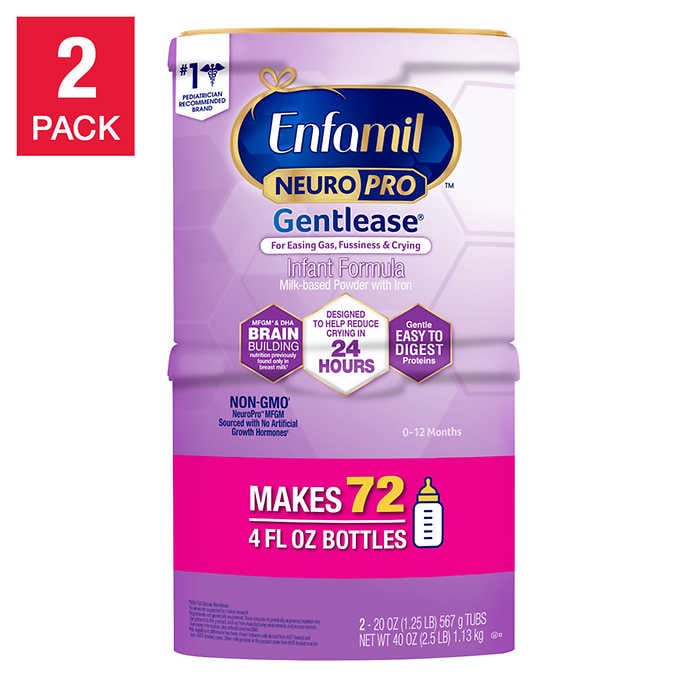 2
PACK
#1
PEDIATRICIAN
RECOMMENDED
BRAND
Enfamil
NEURO PRO™
Gentlease®
For Easing Gas, Fussiness & Crying
Infant Formula
Milk-based Powder with Iron
MFGM* & DHA
BRAIN
BUILDING
nutrition previously
found only in
breast milk
DESIGNED
TO HELP REDUCE
CRYING IN
24
HOURS
Gentle
EASY TO
DIGEST
Proteins
NON-GMO
NeuroPro™ MFGM
Sourced with No Artificial
Growth Hormones
0-12 Months
MAKES 72
4 FL OZ BOTTLES
2 - 20 OZ (1.25 LB) 567 g TUBS
NET WT 40 OZ (2.5 LB) 1.13 kg